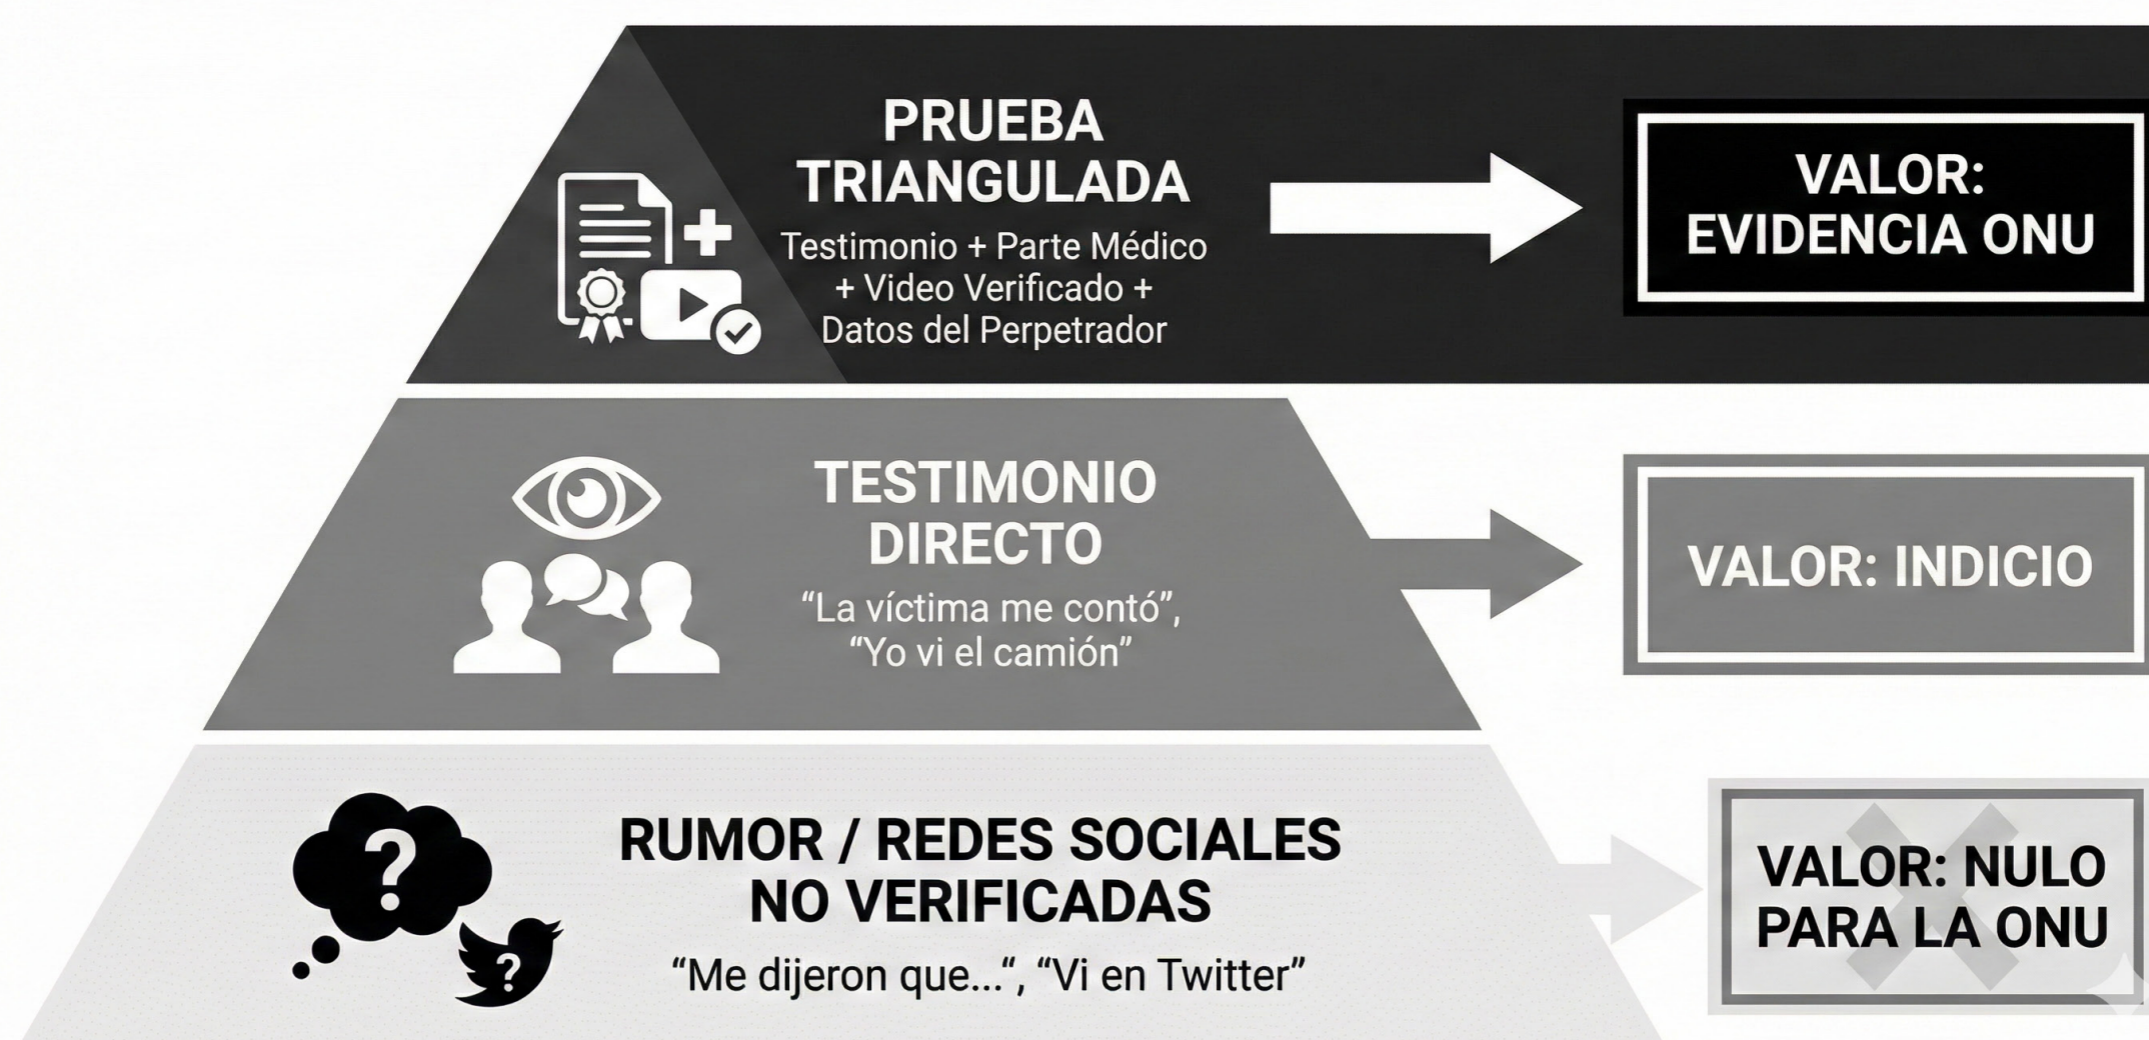 PRUEBA
TRIANGULADA
Testimonio + Parte Médico
+ Video Verificado +
Datos del Perpetrador
VALOR:
EVIDENCIA ONU
TESTIMONIO
DIRECTO
“La víctima me contó”,
“Yo vi el camión”
VALOR: INDICIO
?
?
RUMOR / REDES SOCIALES
NO VERIFICADAS
“Me dijeron que...“, “Vi en Twitter”
VALOR: NULO
PARA LA ONU